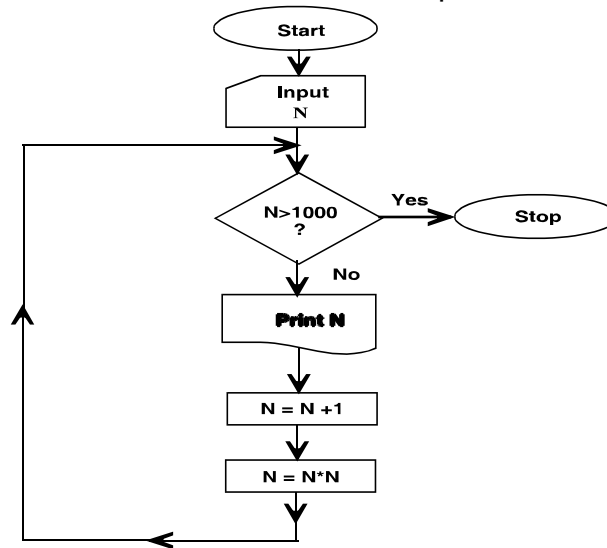 Start
Input
N
N>1000
?
Yes
Stop
No
Print N
N = N +1
N = N*N